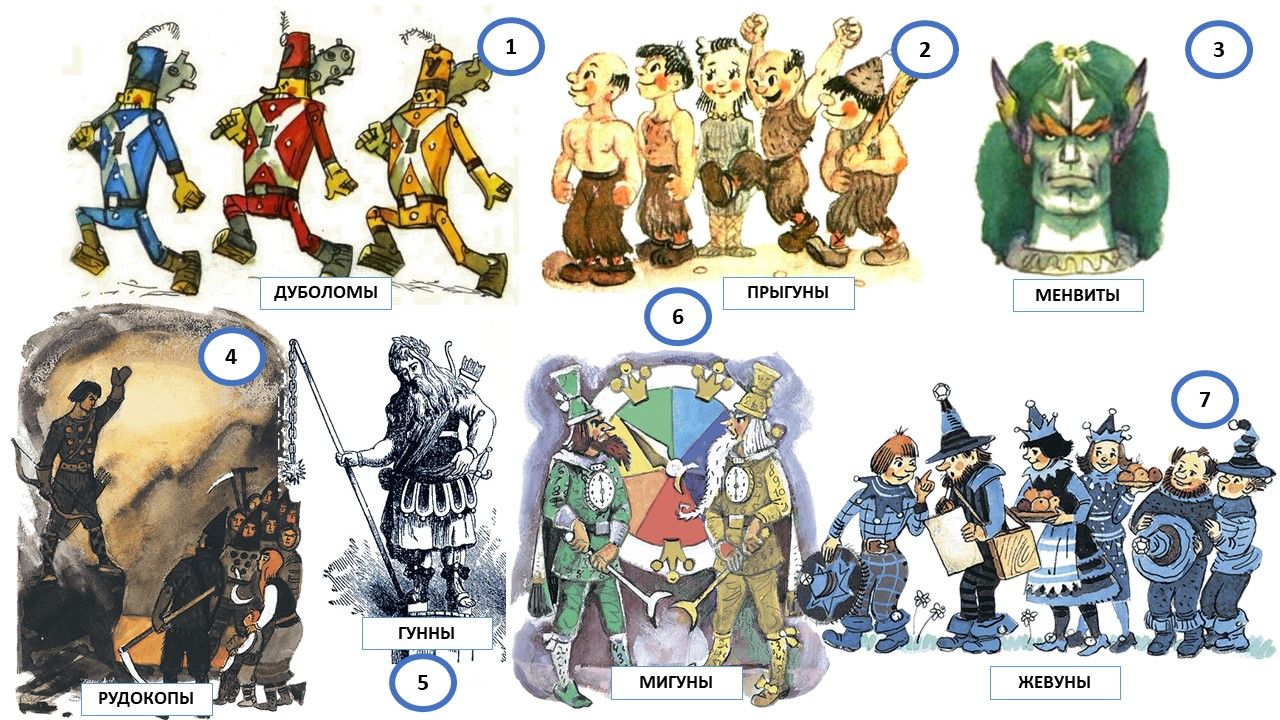 1
ДУБОЛОМЫ
2
ПРЫГУНЫ
3
МЕНВИТЫ
4
РУДОКОПЫ
ГУННЫ
5
6
МИГУНЫ
7
ЖЕВУНЫ